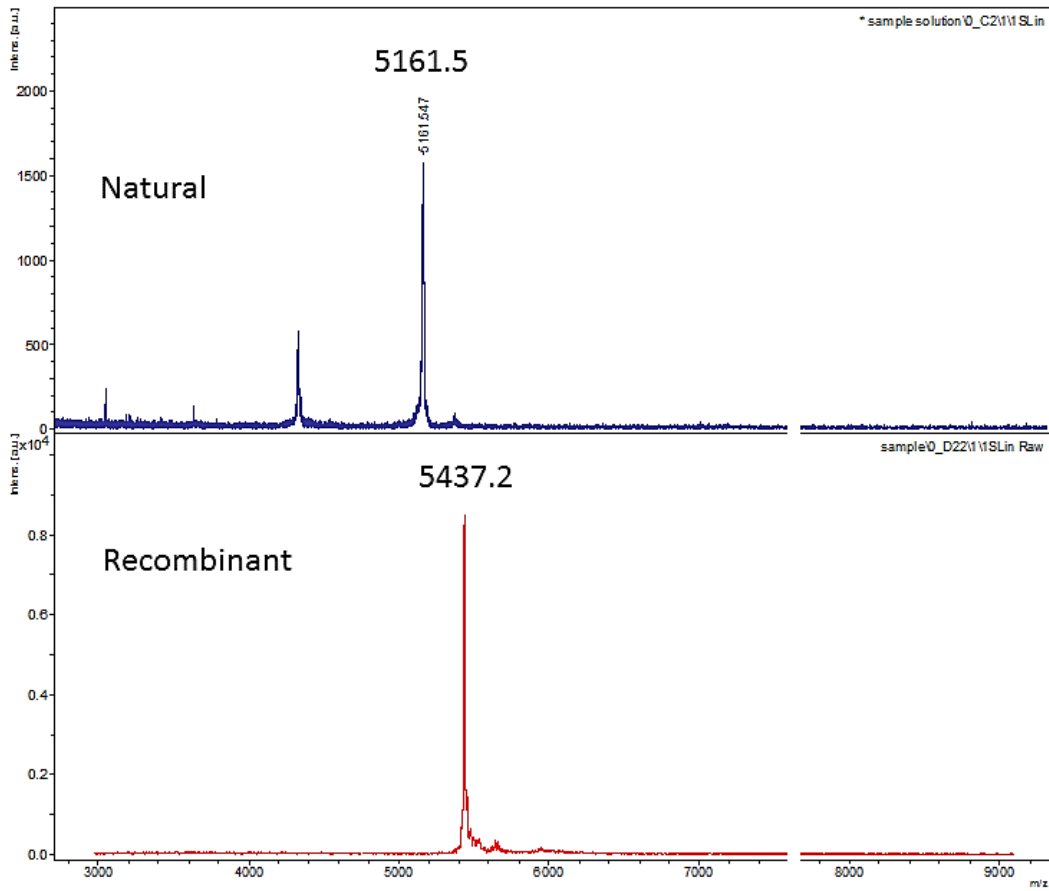 * sample solution\0_C2\1\1SLin
Intens. [a.u.]
5161.5
-5161.547
Natural
2000
1500
1000
500
0
sample\0_D22\1\1SLin Raw
Intens. [a.u.]
x10⁴
5437.2
Recombinant
0.8
0.6
0.4
0.2
0.0
3000 4000 5000 6000 7000 8000 9000
m/z